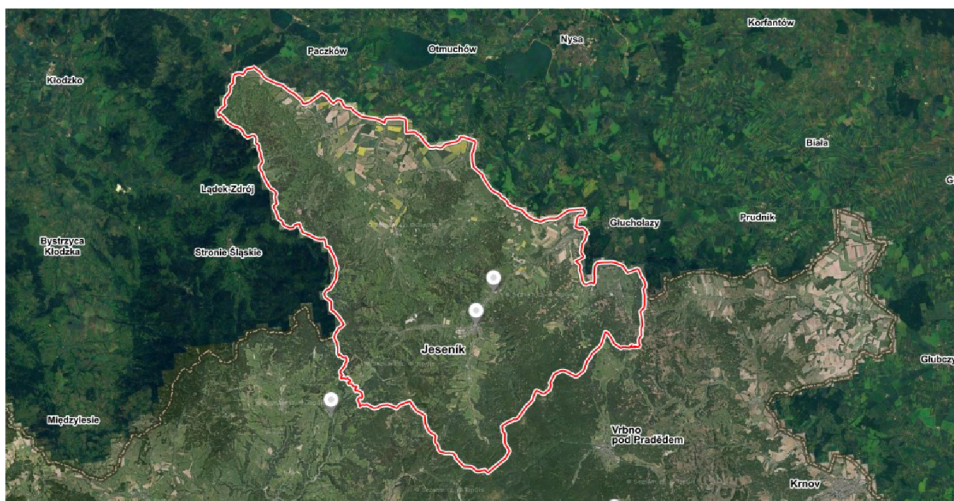 Korfantów
Nysa
Otmuchów
Paczków
Kłodzko
Biała
Lądek-Zdrój
Prudnik
Głuchołazy
Bystrzyca
Kłodzka
Stronie Śląskie
Jeseník
Głubczy
Międzylesie
Vrbno
pod Pradědem
Krnov